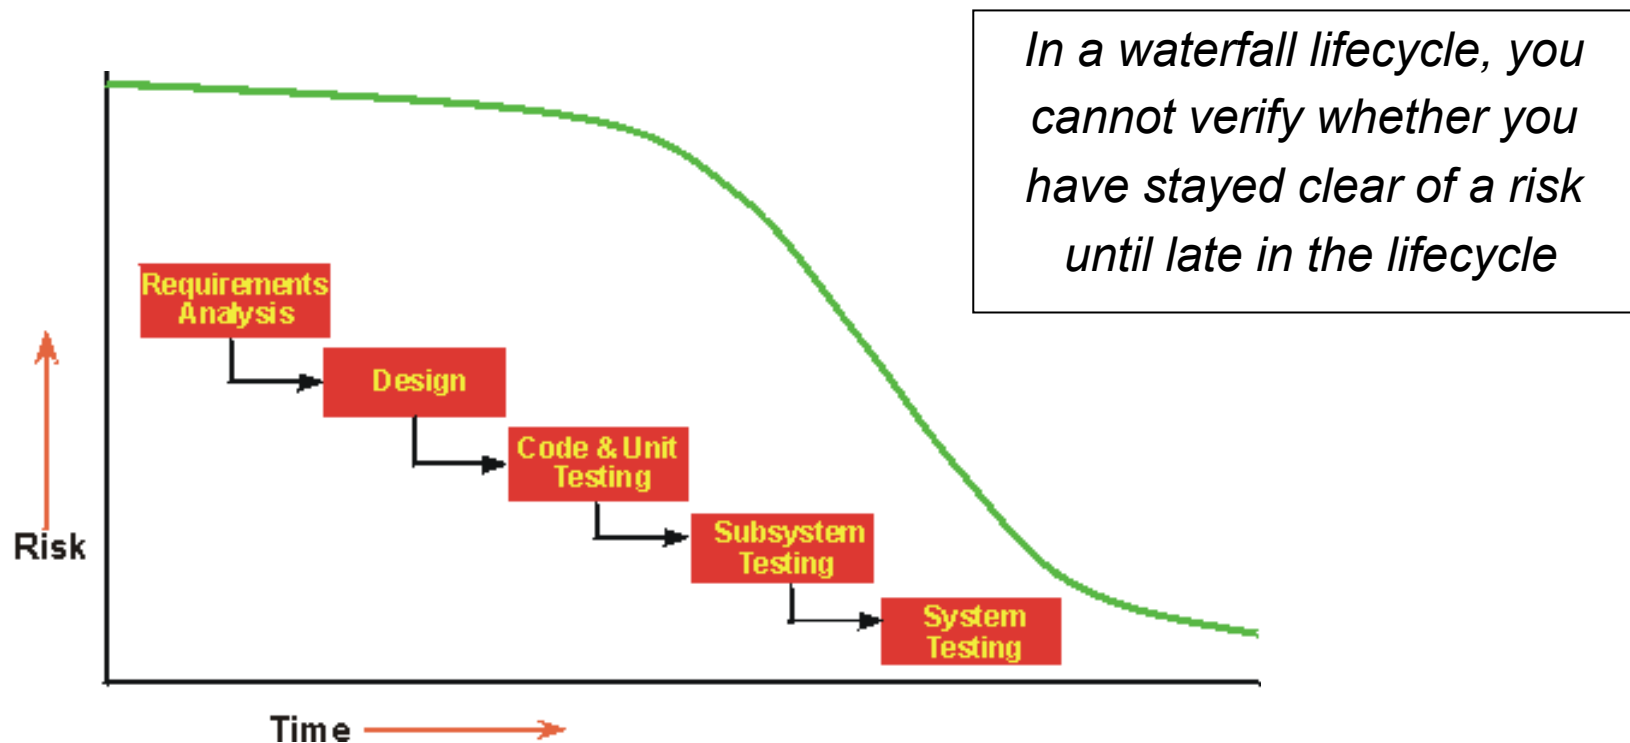 In a waterfall lifecycle, you
cannot verify whether you
have stayed clear of a risk
until late in the lifecycle
Requirements
Analysis
Design
Code & Unit
Testing
Subsystem
Testing
System
Testing
Risk
Time